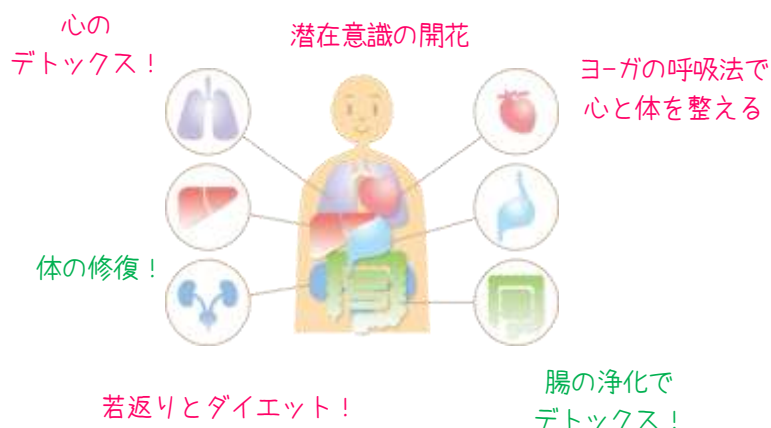 心の
デトックス！
潜在意識の開花
ヨーガの呼吸法で
心と体を整える
体の修復！
若返りとダイエット！
腸の浄化で
デトックス！